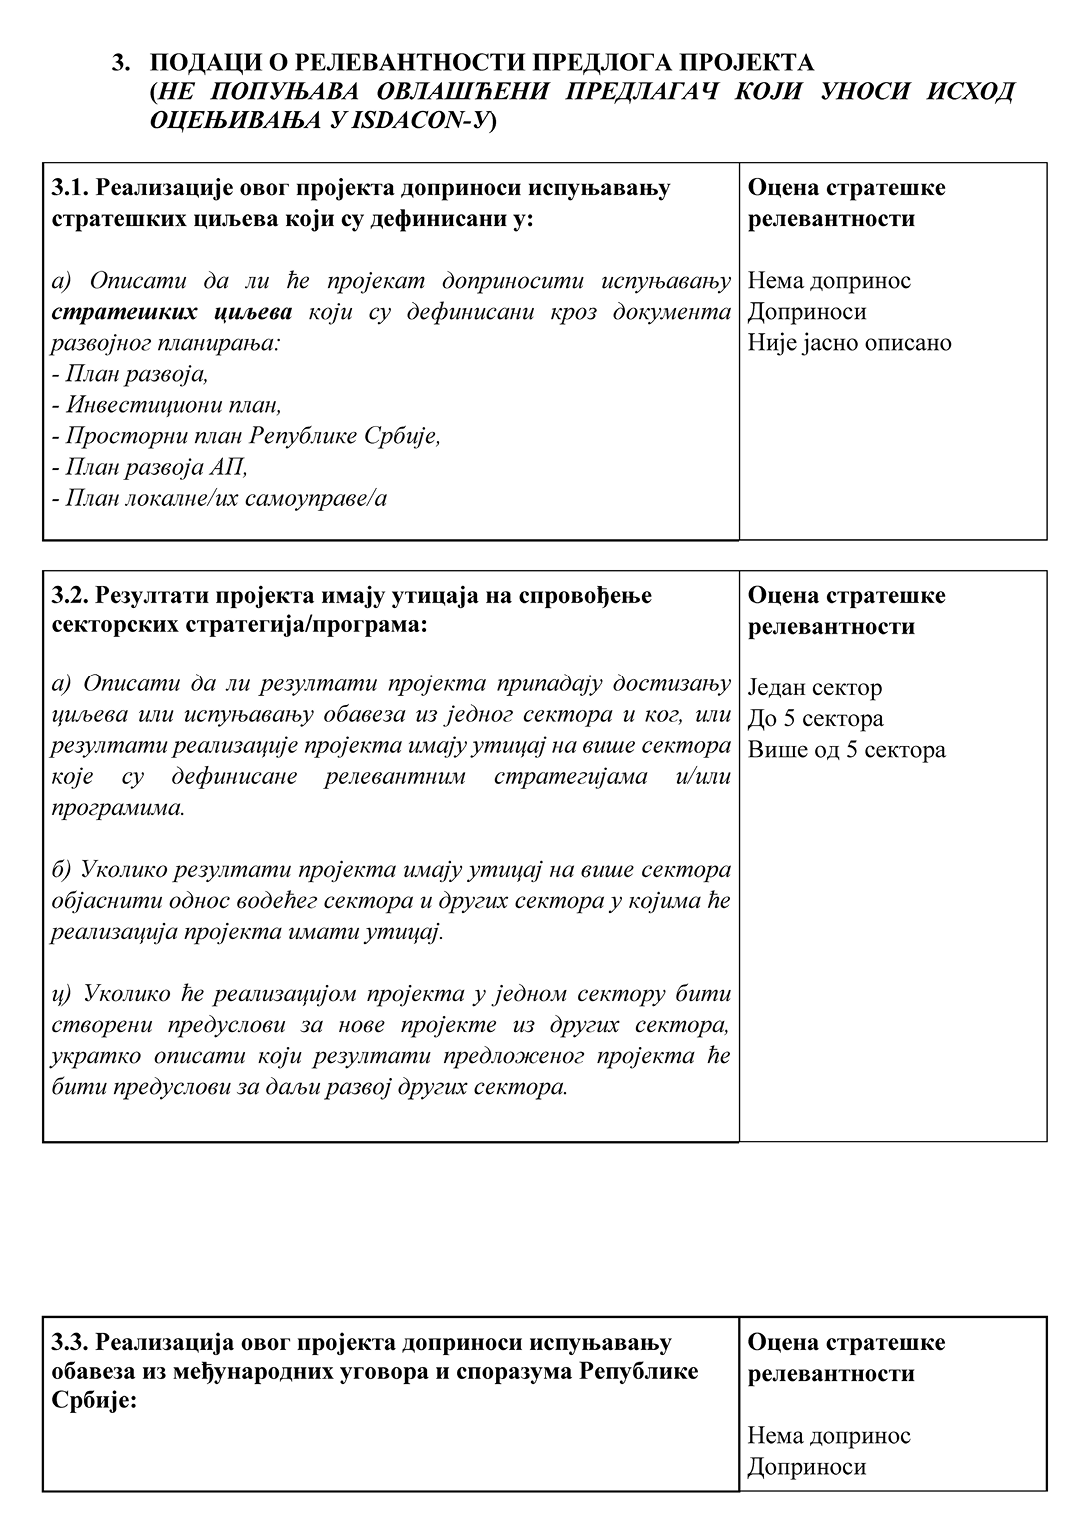 3. ПОДАЦИ О РЕЛЕВАНТНОСТИ ПРЕДЛОГА ПРОЈЕКТА
(НЕ ПОПУЊАВА ОВЛАШЋЕНИ ПРЕДЛАГАЧ КОЈИ УНОСИ ИСХОД
ОЦЕЊИВАЊА У ISDACON-У)
3.1. Реализације овог пројекта доприноси испуњавању
стратешких циљева који су дефинисани у:
а) Описати да ли ће пројекат доприносити испуњавању
стратешких циљева који су дефинисани кроз документа
развојног планирања:
- План развоја,
- Инвестициони план,
- Просторни план Републике Србије,
- План развоја АП,
- План локалне/их самоуправе/а
Оцена стратешке
релевантности
Нема допринос
Доприноси
Није јасно описано
3.2. Резултати пројекта имају утицаја на спровођење
секторских стратегија/програма:
а) Описати да ли резултати пројекта припадају достизању
циљева или испуњавању обавеза из једног сектора и ког, или
резултати реализације пројекта имају утицај на више сектора
које су дефинисане релевантним стратегијама и/или
програмима.
б) Уколико резултати пројекта имају утицај на више сектора
објаснити однос водећег сектора и других сектора у којима ће
реализација пројекта имати утицај.
ц) Уколико ће реализацијом пројекта у једном сектору бити
створени предуслови за нове пројекте из других сектора,
укратко описати који резултати предложеног пројекта ће
бити предуслови за даљи развој других сектора.
Оцена стратешке
релевантности
Један сектор
До 5 сектора
Више од 5 сектора
3.3. Реализација овог пројекта доприноси испуњавању
обавеза из међународних уговора и споразума Републике
Србије:
Оцена стратешке
релевантности
Нема допринос
Доприноси